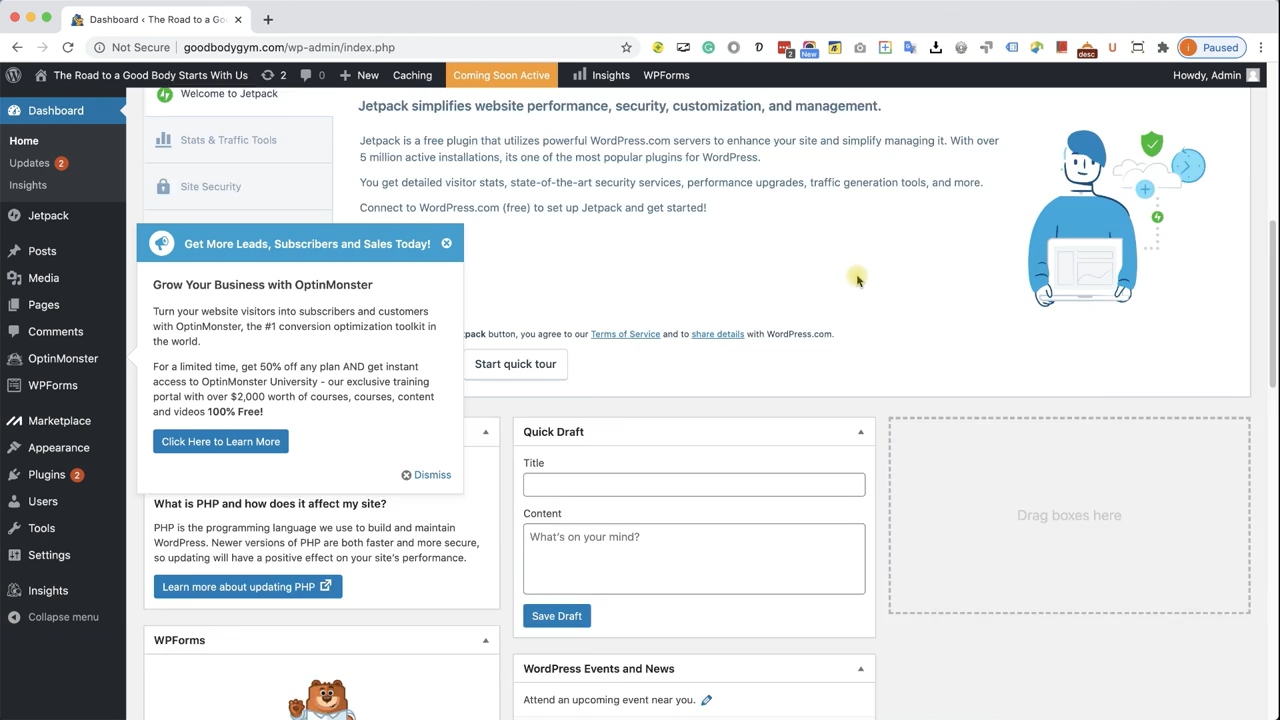 Dashboard < The Road to a Go
Not Secure
goodbodygym.com/wp-admin/index.php
2
New
desc
Paused
The Road to a Good Body Starts With Us
2
0
New
Caching
Coming Soon Active
Insights
WPForms
Howdy, Admin
Dashboard
Home
Updates 2
Insights
Jetpack
Posts
Media
Pages
Comments
OptinMonster
WPForms
Marketplace
Appearance
Plugins 2
Users
Tools
Settings
Insights
Collapse menu
Welcome to Jetpack
Stats & Traffic Tools
Site Security
Jetpack simplifies website performance, security, customization, and management.
Jetpack is a free plugin that utilizes powerful WordPress.com servers to enhance your site and simplify managing it. With over
5 million active installations, its one of the most popular plugins for WordPress.
You get detailed visitor stats, state-of-the-art security services, performance upgrades, traffic generation tools, and more.
Connect to WordPress.com (free) to set up Jetpack and get started!
tpack button, you agree to our Terms of Service and to share details with WordPress.com.
Start quick tour
Get More Leads, Subscribers and Sales Today!
Grow Your Business with OptinMonster
Turn your website visitors into subscribers and customers
with OptinMonster, the #1 conversion optimization toolkit in
the world.
For a limited time, get 50% off any plan AND get instant
access to OptinMonster University - our exclusive training
portal with over $2,000 worth of courses, courses, content
and videos 100% Free!
Click Here to Learn More
Dismiss
What is PHP and how does it affect my site?
PHP is the programming language we use to build and maintain
WordPress. Newer versions of PHP are both faster and more secure,
so updating will have a positive effect on your site's performance.
Learn more about updating PHP
WPForms
Quick Draft
Title
Content
What's on your mind?
Save Draft
WordPress Events and News
Attend an upcoming event near you.
Drag boxes here